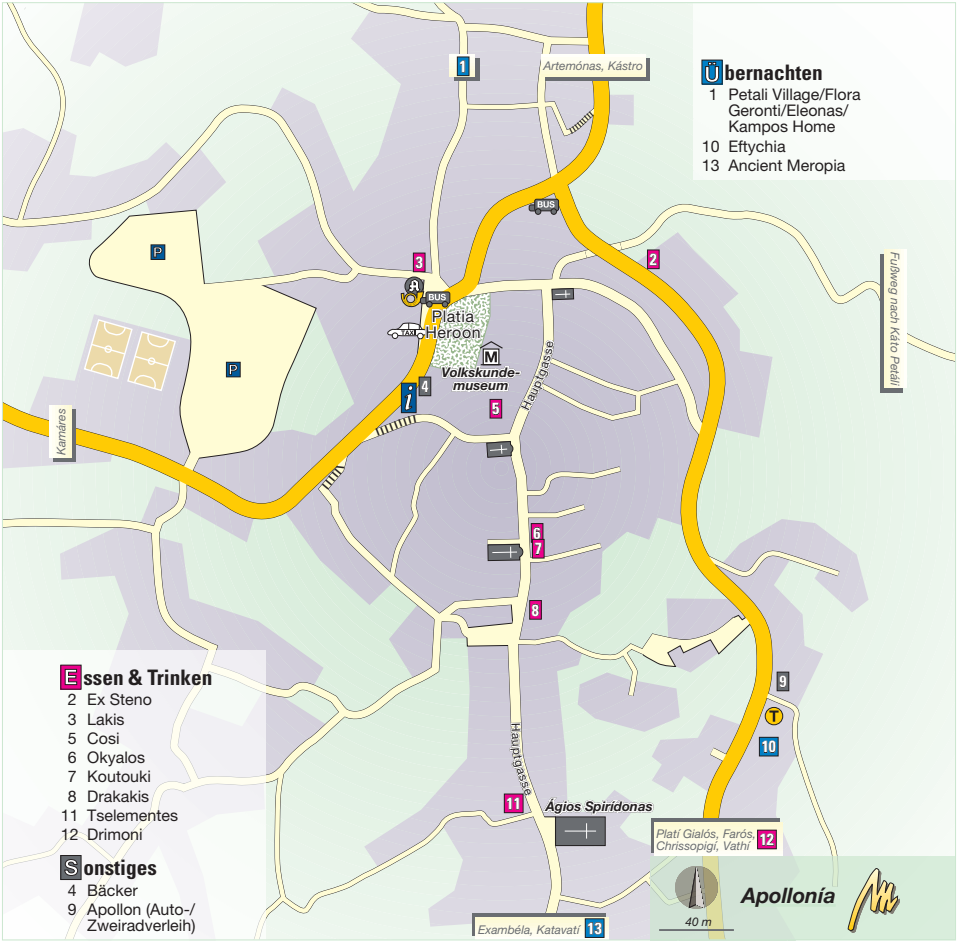 1
Artemónas, Kástro
Übernachten
1 Petali Village/Flora
Geronti/Eleonas/
Kampos Home
10 Eftychia
13 Ancient Meropia
BUS
P
3
2
A
BUS
Fußweg nach Káto Petáli
Platia
Heroon
TAXI
M
Volkskunde-
museum
Hauptgasse
P
i
4
5
Kamáres
6
7
8
Essen & Trinken
2 Ex Steno
3 Lakis
5 Cosi
6 Okyalos
7 Koutouki
8 Drakakis
11 Tselementes
12 Drimoni
Sonstiges
4 Bäcker
9 Apollon (Auto-/
Zweiradverleih)
9
T
10
Hauptgasse
11
Ágios Spirídonas
Platí Gialós, Farós,
Chrissopigí, Vathí
12
Apollonía
40 m
Exambéla, Katavatí
13